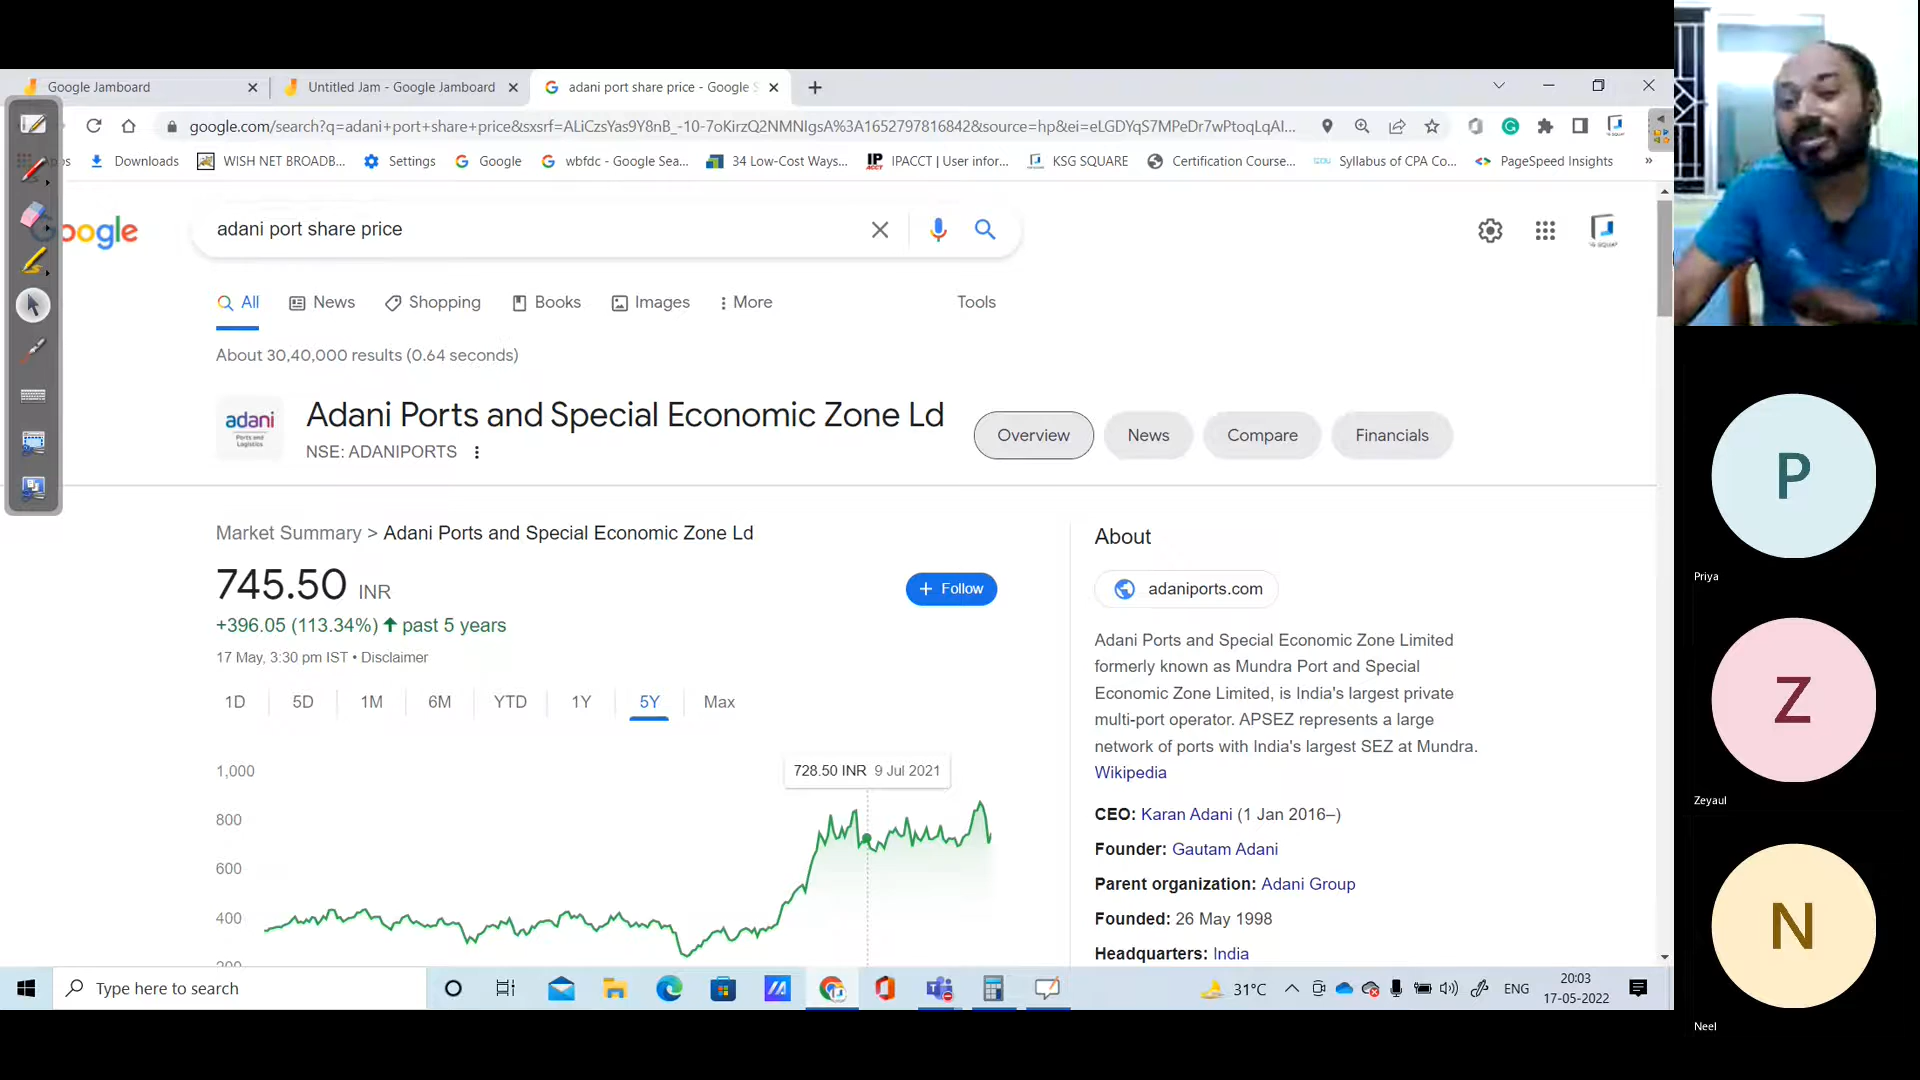 Google Jamboard
Untitled Jam - Google Jamboard
adani port share price - Google S
google.com/search?q=adani+port+share+price&sxsrf=ALiCzsYas9Y8nB_-10-7oKirzQ2NMNIgsA%3A1652797816842&source=hp&ei=eLGDYqS7MPeDr7wPtoqLqAI...
Downloads
WISH NET BROADB...
Settings
Google
wbfdc - Google Sea...
34 Low-Cost Ways...
IP ACCT
IPACCT | User infor...
KSG SQUARE
Certification Course...
Syllabus of CPA Co...
PageSpeed Insights
»
oogle
adani port share price
All
News
Shopping
Books
Images
More
Tools
About 30,40,000 results (0.64 seconds)
adani
Ports and
Logistics
Adani Ports and Special Economic Zone Ld
NSE: ADANIPORTS
Overview
News
Compare
Financials
Market Summary > Adani Ports and Special Economic Zone Ld
745.50 INR
+ Follow
+396.05 (113.34%) ↑ past 5 years
17 May, 3:30 pm IST • Disclaimer
1D
5D
1M
6M
YTD
1Y
5Y
Max
728.50 INR 9 Jul 2021
1,000
800
600
400
200
About
adaniports.com
Adani Ports and Special Economic Zone Limited
formerly known as Mundra Port and Special
Economic Zone Limited, is India's largest private
multi-port operator. APSEZ represents a large
network of ports with India's largest SEZ at Mundra.
Wikipedia
CEO: Karan Adani (1 Jan 2016–)
Founder: Gautam Adani
Parent organization: Adani Group
Founded: 26 May 1998
Headquarters: India
Type here to search
31°C
ENG
20:03
17-05-2022
P
Priya
Z
Zeyaul
N
Neel